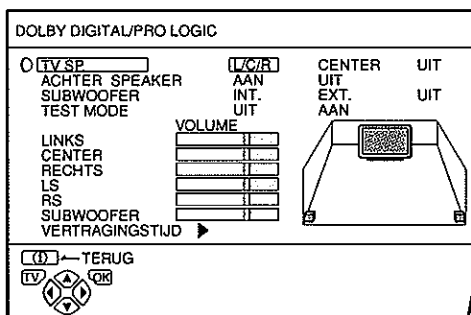 DOLBY DIGITAL/PRO LOGIC
TV SP. L/C/R CENTER UIT
ACHTER SPEAKER AAN UIT
SUBWOOFER INT. EXT. UIT
TEST MODE UIT AAN
VOLUME
LINKS
CENTER
RECHTS
LS
RS
SUBWOOFER
VERTRAGINGSTIJD
TERUG
TV OK